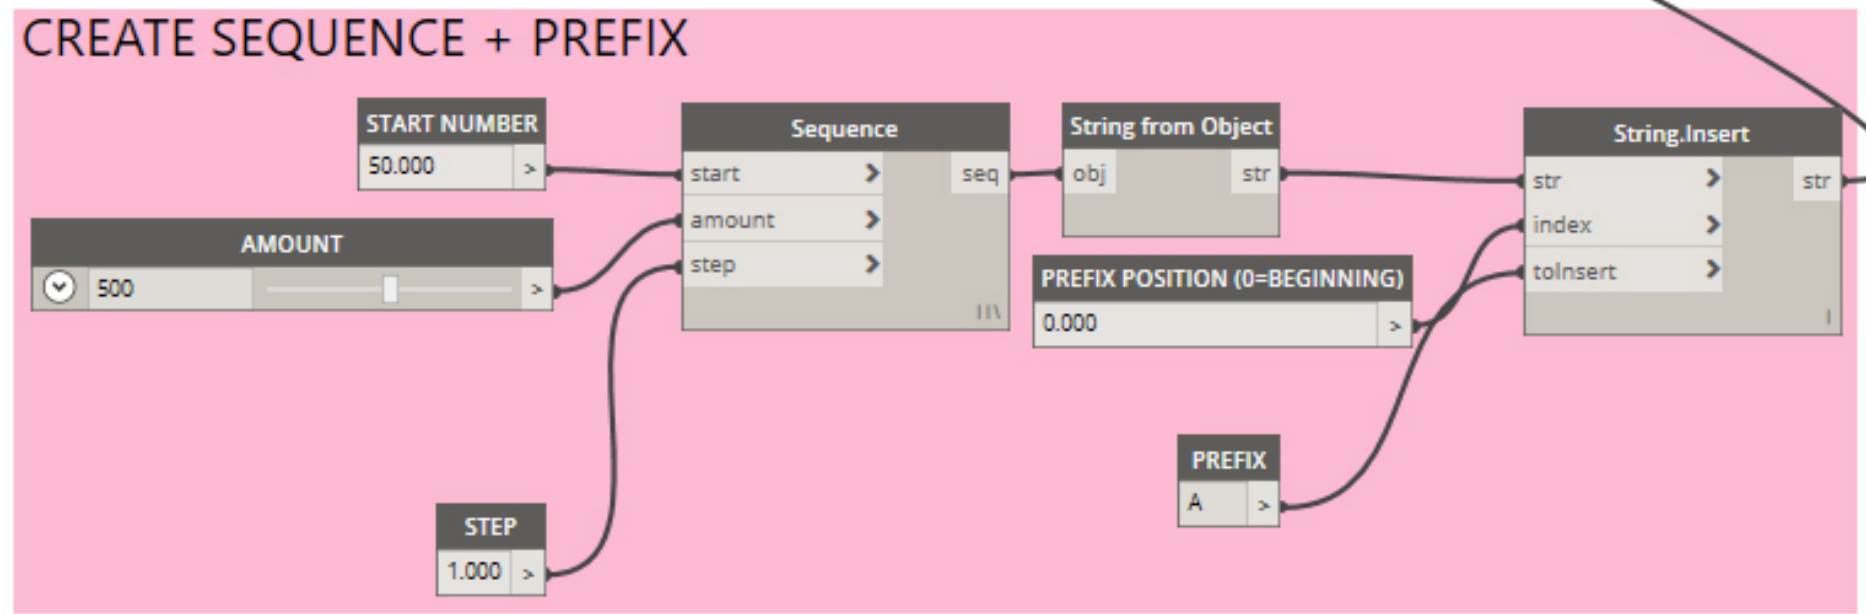 CREATE SEQUENCE + PREFIX
START NUMBER
50.000 >
AMOUNT
500 >
STEP
1.000 >
Sequence
start > seq
amount >
step >
String from Object
obj str
PREFIX POSITION (0=BEGINNING)
0.000 >
PREFIX
A >
String.Insert
str > str
index >
toInsert >